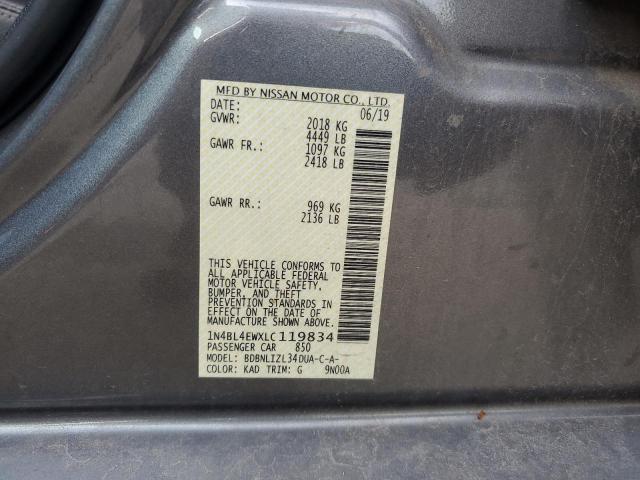 MFD BY NISSAN MOTOR CO., LTD.
DATE: 06/19
GVWR: 2018 KG
4449 LB
GAWR FR.: 1097 KG
2418 LB
GAWR RR.: 969 KG
2136 LB
THIS VEHICLE CONFORMS TO
ALL APPLICABLE FEDERAL
MOTOR VEHICLE SAFETY,
BUMPER, AND THEFT
PREVENTION STANDARDS IN
EFFECT ON THE DATE OF
MANUFACTURE SHOWN ABOVE.
1N4BL4EWXLC119834
PASSENGER CAR 850
MODEL: BDBNLIZL34DUA-C-A-
COLOR: KAD TRIM: G 9N00A